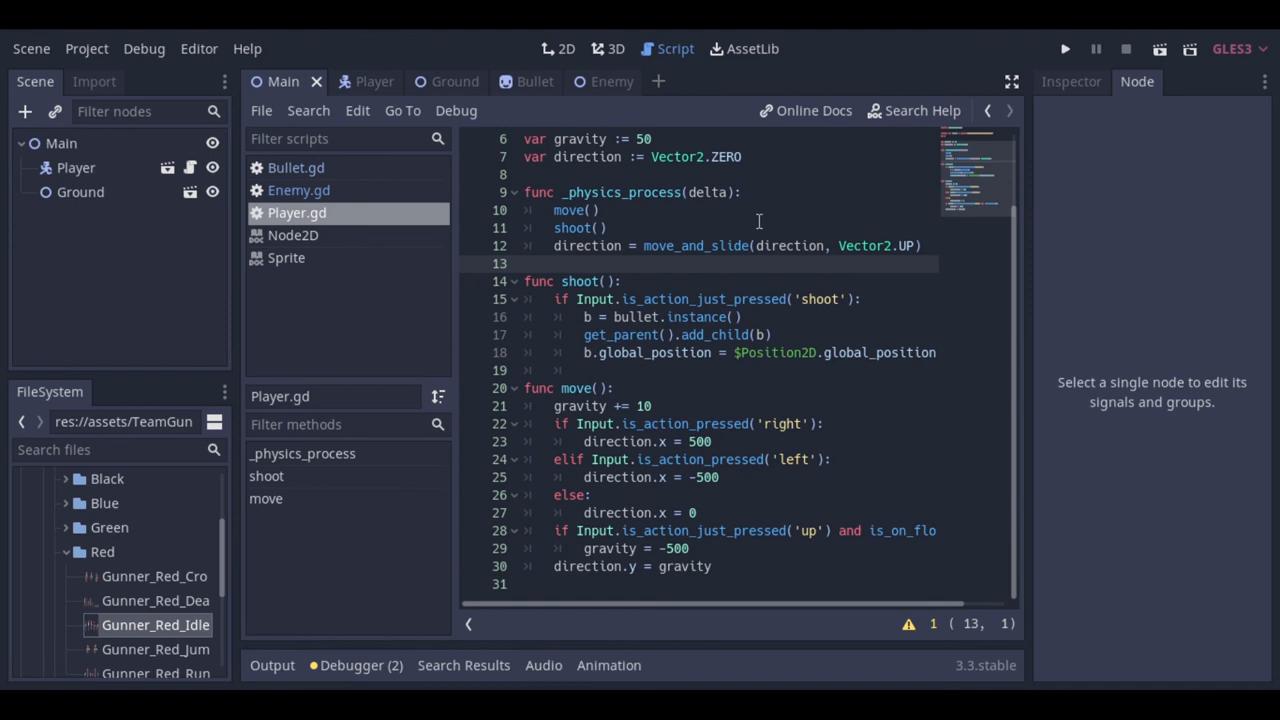 Scene Project Debug Editor Help
2D 3D Script AssetLib
GLES3
Scene Import
Filter nodes
Main
Player
Ground
FileSystem
res://assets/TeamGun
Search files
Black
Blue
Green
Red
Gunner_Red_Cro
Gunner_Red_Dea
Gunner_Red_Idle
Gunner_Red_Jum
Gunner_Red_Run
Main Player Ground Bullet Enemy
File Search Edit Go To Debug
Online Docs Search Help
Filter scripts
Bullet.gd
Enemy.gd
Player.gd
Node2D
Sprite
Player.gd
Filter methods
_physics_process
shoot
move
6 var gravity := 50
7 var direction := Vector2.ZERO
8
9 func _physics_process(delta):
10 move()
11 shoot()
12 direction = move_and_slide(direction, Vector2.UP)
13
14 func shoot():
15 if Input.is_action_just_pressed('shoot'):
16 b = bullet.instance()
17 get_parent().add_child(b)
18 b.global_position = $Position2D.global_position
19
20 func move():
21 gravity += 10
22 if Input.is_action_pressed('right'):
23 direction.x = 500
24 elif Input.is_action_pressed('left'):
25 direction.x = -500
26 else:
27 direction.x = 0
28 if Input.is_action_just_pressed('up') and is_on_flo
29 gravity = -500
30 direction.y = gravity
31
1 ( 13, 1)
Output Debugger (2) Search Results Audio Animation 3.3.stable
Inspector Node
Select a single node to edit its
signals and groups.